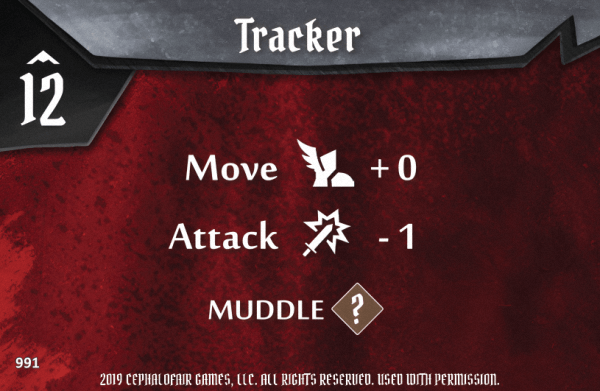 Tracker
12
Move + 0
Attack - 1
MUDDLE ?
991
2019 CEPHALOFAIR GAMES, LLC. ALL RIGHTS RESERVED. USED WITH PERMISSION.